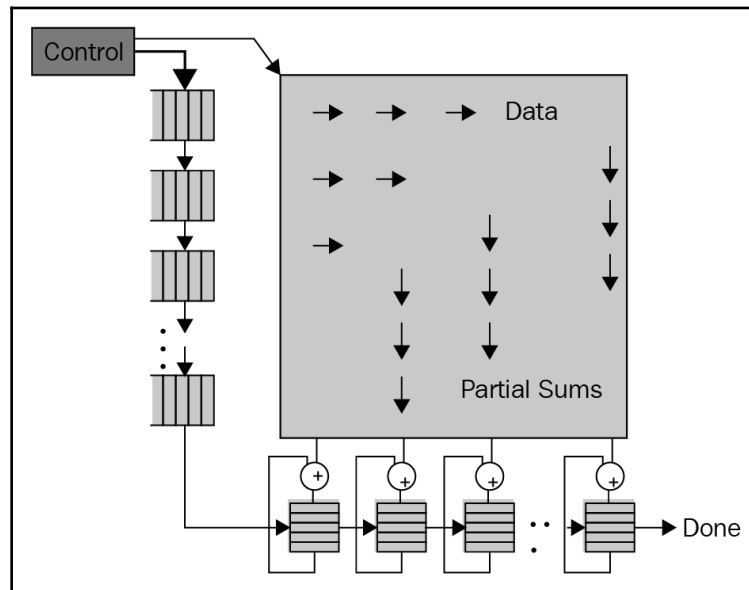 Control
Data
Partial Sums
+
+
+
+
Done